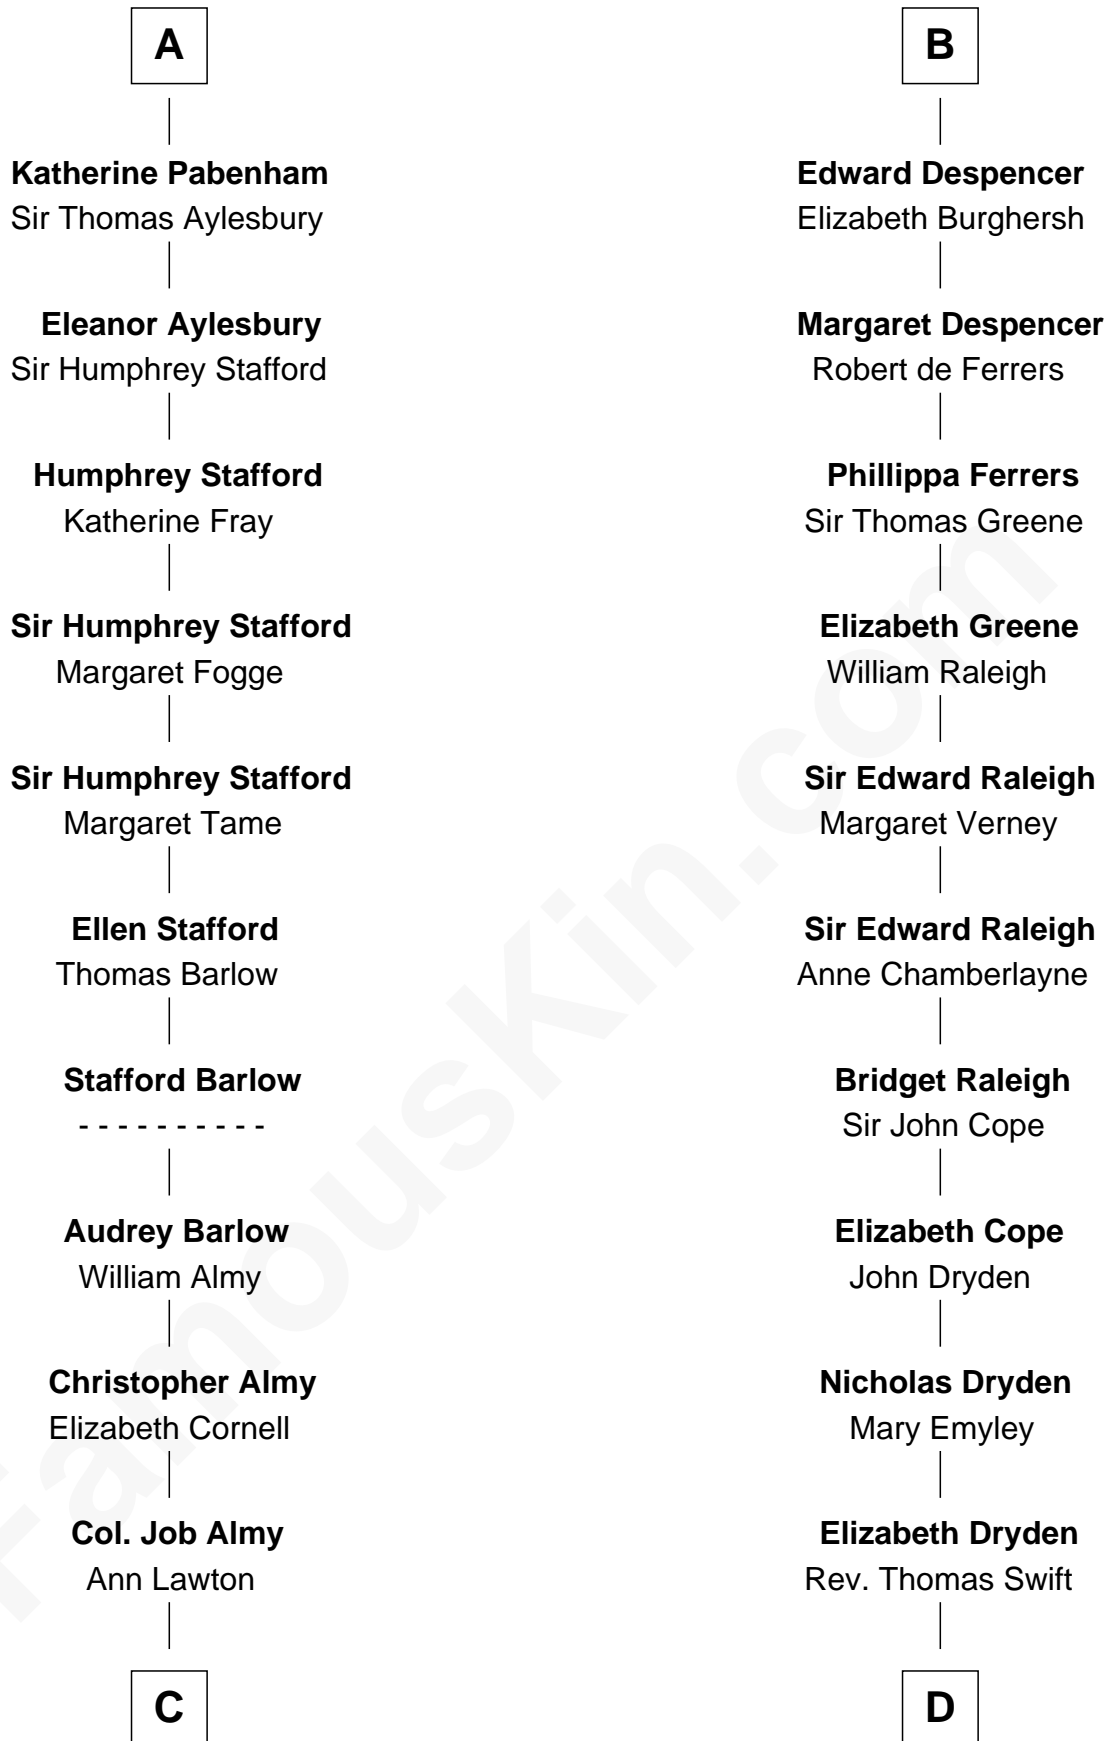 A
Katherine Pabenham
Sir Thomas Aylesbury
Eleanor Aylesbury
Sir Humphrey Stafford
Humphrey Stafford
Katherine Fray
Sir Humphrey Stafford
Margaret Fogge
Sir Humphrey Stafford
Margaret Tame
Ellen Stafford
Thomas Barlow
Stafford Barlow
- - - - - - - - - -
Audrey Barlow
William Almy
Christopher Almy
Elizabeth Cornell
Col. Job Almy
Ann Lawton
C
B
Edward Despencer
Elizabeth Burghersh
Margaret Despencer
Robert de Ferrers
Phillippa Ferrers
Sir Thomas Greene
Elizabeth Greene
William Raleigh
Sir Edward Raleigh
Margaret Verney
Sir Edward Raleigh
Anne Chamberlayne
Bridget Raleigh
Sir John Cope
Elizabeth Cope
John Dryden
Nicholas Dryden
Mary Emyley
Elizabeth Dryden
Rev. Thomas Swift
D
FamousKin.com